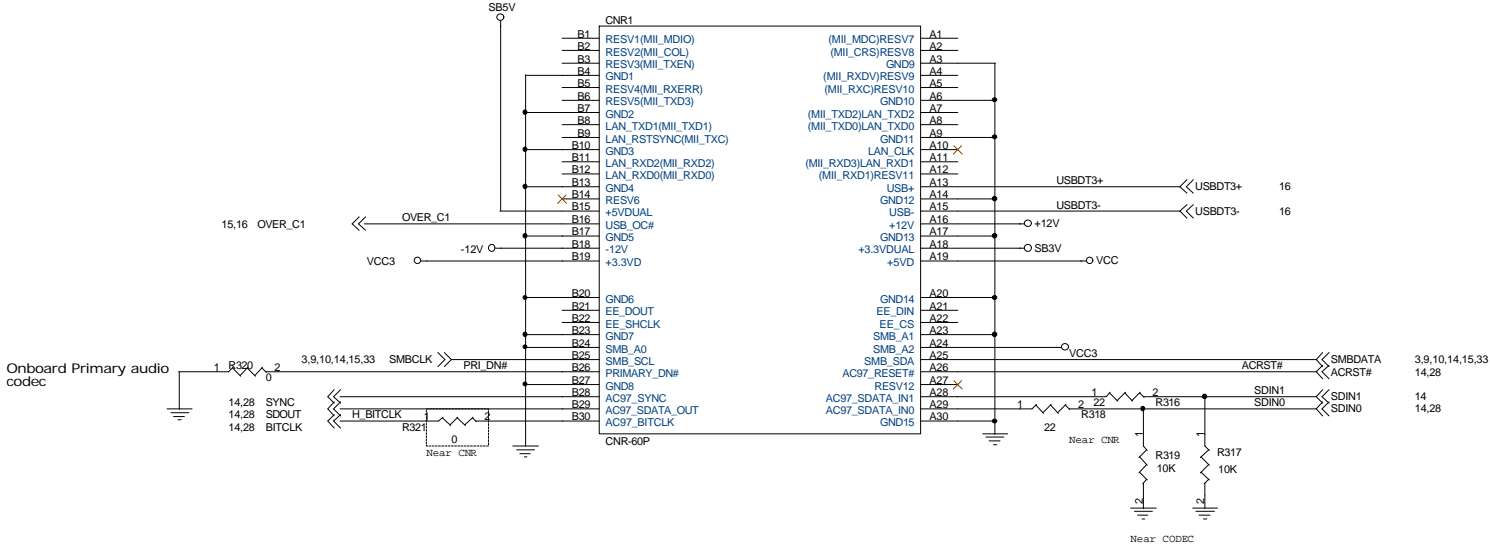 SB5V
CNR1
B1 RESV1(MII_MDIO) (MII_MDC)RESV7 A1
B2 RESV2(MII_COL) (MII_CRS)RESV8 A2
B3 RESV3(MII_TXEN) GND9 A3
B4 GND1 (MII_RXDV)RESV9 A4
B5 RESV4(MII_RXERR) (MII_RXC)RESV10 A5
B6 RESV5(MII_TXD3) GND10 A6
B7 GND2 (MII_TXD2)LAN_TXD2 A7
B8 LAN_TXD1(MII_TXD1) (MII_TXD0)LAN_TXD0 A8
B9 LAN_RSTSYNC(MII_TXC) GND11 A9
B10 GND3 LAN_CLK A10
B11 LAN_RXD2(MII_RXD2) (MII_RXD3)LAN_RXD1 A11
B12 LAN_RXD0(MII_RXD0) (MII_RXD1)RESV11 A12
B13 GND4 USB+ A13 USBDT3+ USBDT3+ 16
B14 RESV6 GND12 A14
B15 +5VDUAL USB- A15 USBDT3- USBDT3- 16
15,16 OVER_C1 OVER_C1 B16 USB_OC# +12V A16 +12V
B17 GND5 GND13 A17
-12V B18 -12V +3.3VDUAL A18 SB3V
VCC3 B19 +3.3VD +5VD A19 VCC
B20 GND6 GND14 A20
B21 EE_DOUT EE_DIN A21
B22 EE_SHCLK EE_CS A22
B23 GND7 SMB_A1 A23
B24 SMB_A0 SMB_A2 A24 VCC3
3,9,10,14,15,33 SMBCLK B25 SMB_SCL SMB_SDA A25 SMBDATA 3,9,10,14,15,33
Onboard Primary audio
codec
1 R320 2
0
PRI_DN# B26 PRIMARY_DN# AC97_RESET# A26 ACRST# ACRST# 14,28
B27 GND8 RESV12 A27
14,28 SYNC B28 AC97_SYNC AC97_SDATA_IN1 A28 1 2 SDIN1 SDIN1 14
22 R316
14,28 SDOUT B29 AC97_SDATA_OUT AC97_SDATA_IN0 A29 1 2 SDIN0 SDIN0 14,28
22 R318
14,28 BITCLK H_BITCLK 1 2 B30 AC97_BITCLK GND15 A30
R321 0
Near CNR
CNR-60P
Near CNR
1 R319 10K 2
1 R317 10K 2
Near CODEC